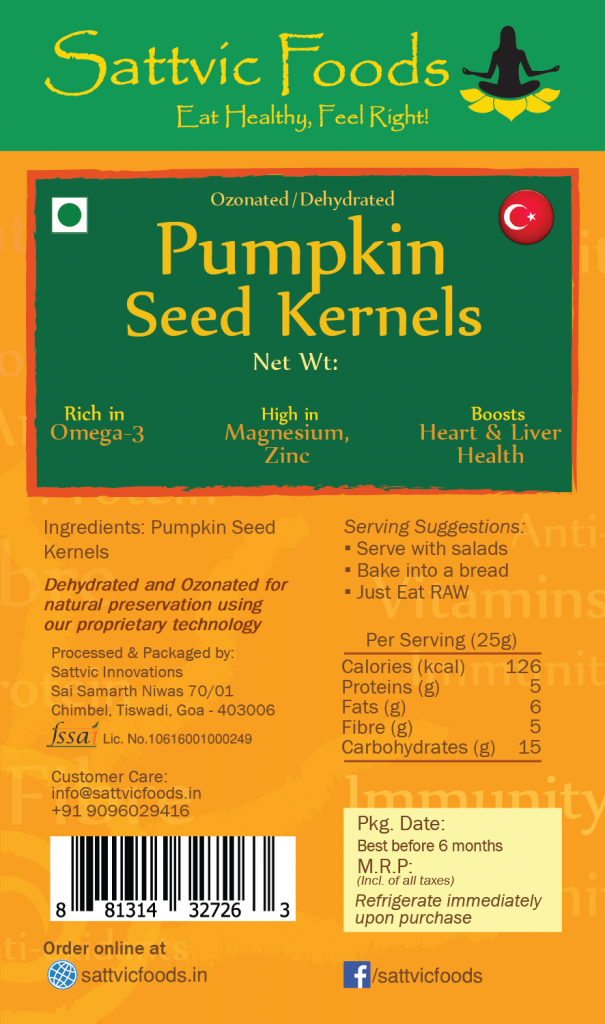 Sattvic Foods
Eat Healthy, Feel Right!
Ozonated/Dehydrated
Pumpkin
Seed Kernels
Net Wt:
Rich in
Omega-3
High in
Magnesium,
Zinc
Boosts
Heart & Liver
Health
Ingredients: Pumpkin Seed
Kernels
Dehydrated and Ozonated for
natural preservation using
our proprietary technology
Processed & Packaged by:
Sattvic Innovations
Sai Samarth Niwas 70/01
Chimbel, Tiswadi, Goa - 403006
fssai Lic. No.10616001000249
Customer Care:
info@sattvicfoods.in
+91 9096029416
8 81314 32726 3
Order online at
sattvicfoods.in
Serving Suggestions:
▪ Serve with salads
▪ Bake into a bread
▪ Just Eat RAW
Per Serving (25g)
Calories (kcal) 126
Proteins (g) 5
Fats (g) 6
Fibre (g) 5
Carbohydrates (g) 15
Pkg. Date:
Best before 6 months
M.R.P:
(Incl. of all taxes)
Refrigerate immediately
upon purchase
/sattvicfoods
Protein
Anti-
Vitamins
Immunity